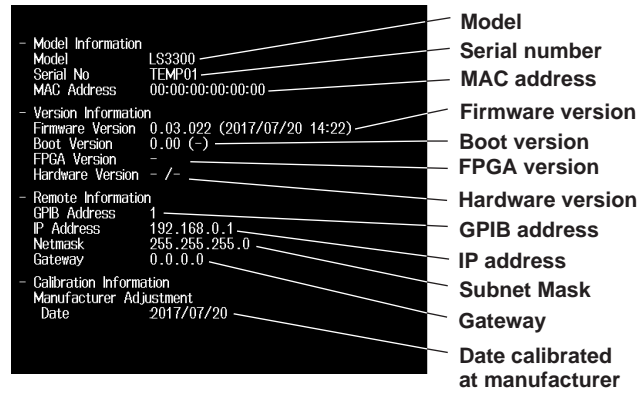 - Model Information
Model LS3300
Serial No TEMP01
MAC Address 00:00:00:00:00:00
- Version Information
Firmware Version 0.03.022 (2017/07/20 14:22)
Boot Version 0.00 (-)
FPGA Version -
Hardware Version - /-
- Remote Information
GPIB Address 1
IP Address 192.168.0.1
Netmask 255.255.255.0
Gateway 0.0.0.0
- Calibration Information
Manufacturer Adjustment
Date 2017/07/20
Model
Serial number
MAC address
Firmware version
Boot version
FPGA version
Hardware version
GPIB address
IP address
Subnet Mask
Gateway
Date calibrated
at manufacturer